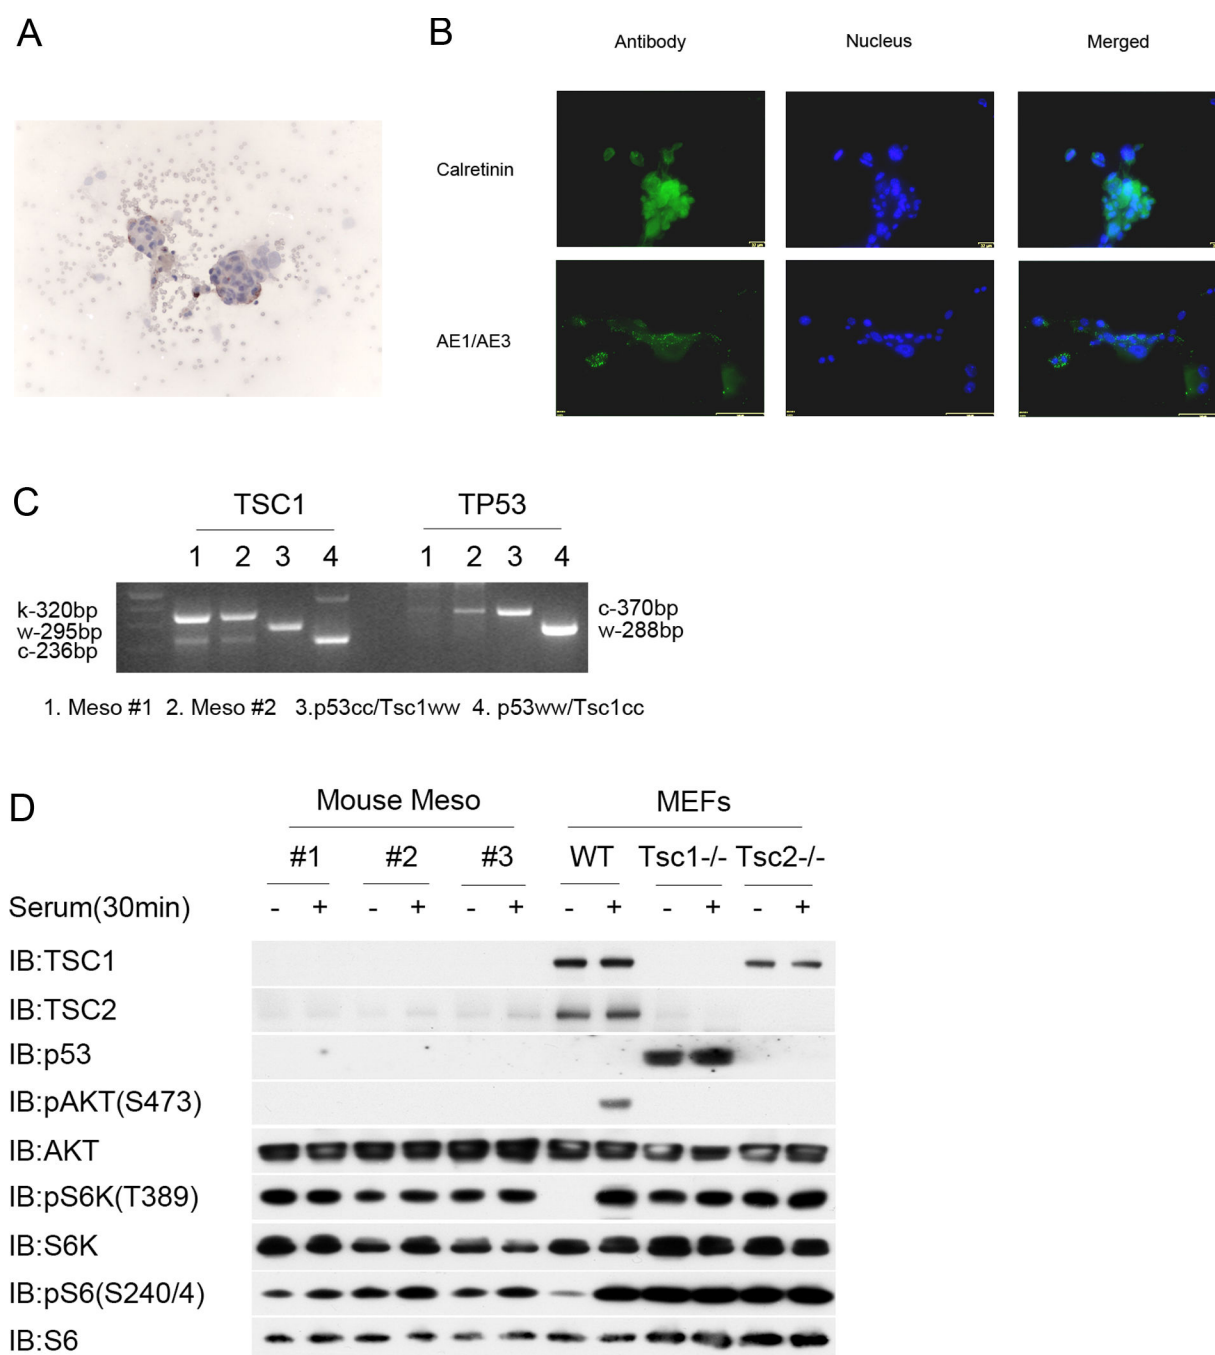 A
B
Antibody Nucleus Merged
Calretinin
AE1/AE3
C
TSC1 TP53
1 2 3 4 1 2 3 4
k-320bp
w-295bp
c-236bp
c-370bp
w-288bp
1. Meso #1 2. Meso #2 3.p53cc/Tsc1ww 4. p53ww/Tsc1cc
D
Mouse Meso MEFs
#1 #2 #3 WT Tsc1-/- Tsc2-/-
Serum(30min) - + - + - + - + - + - +
IB:TSC1
IB:TSC2
IB:p53
IB:pAKT(S473)
IB:AKT
IB:pS6K(T389)
IB:S6K
IB:pS6(S240/4)
IB:S6